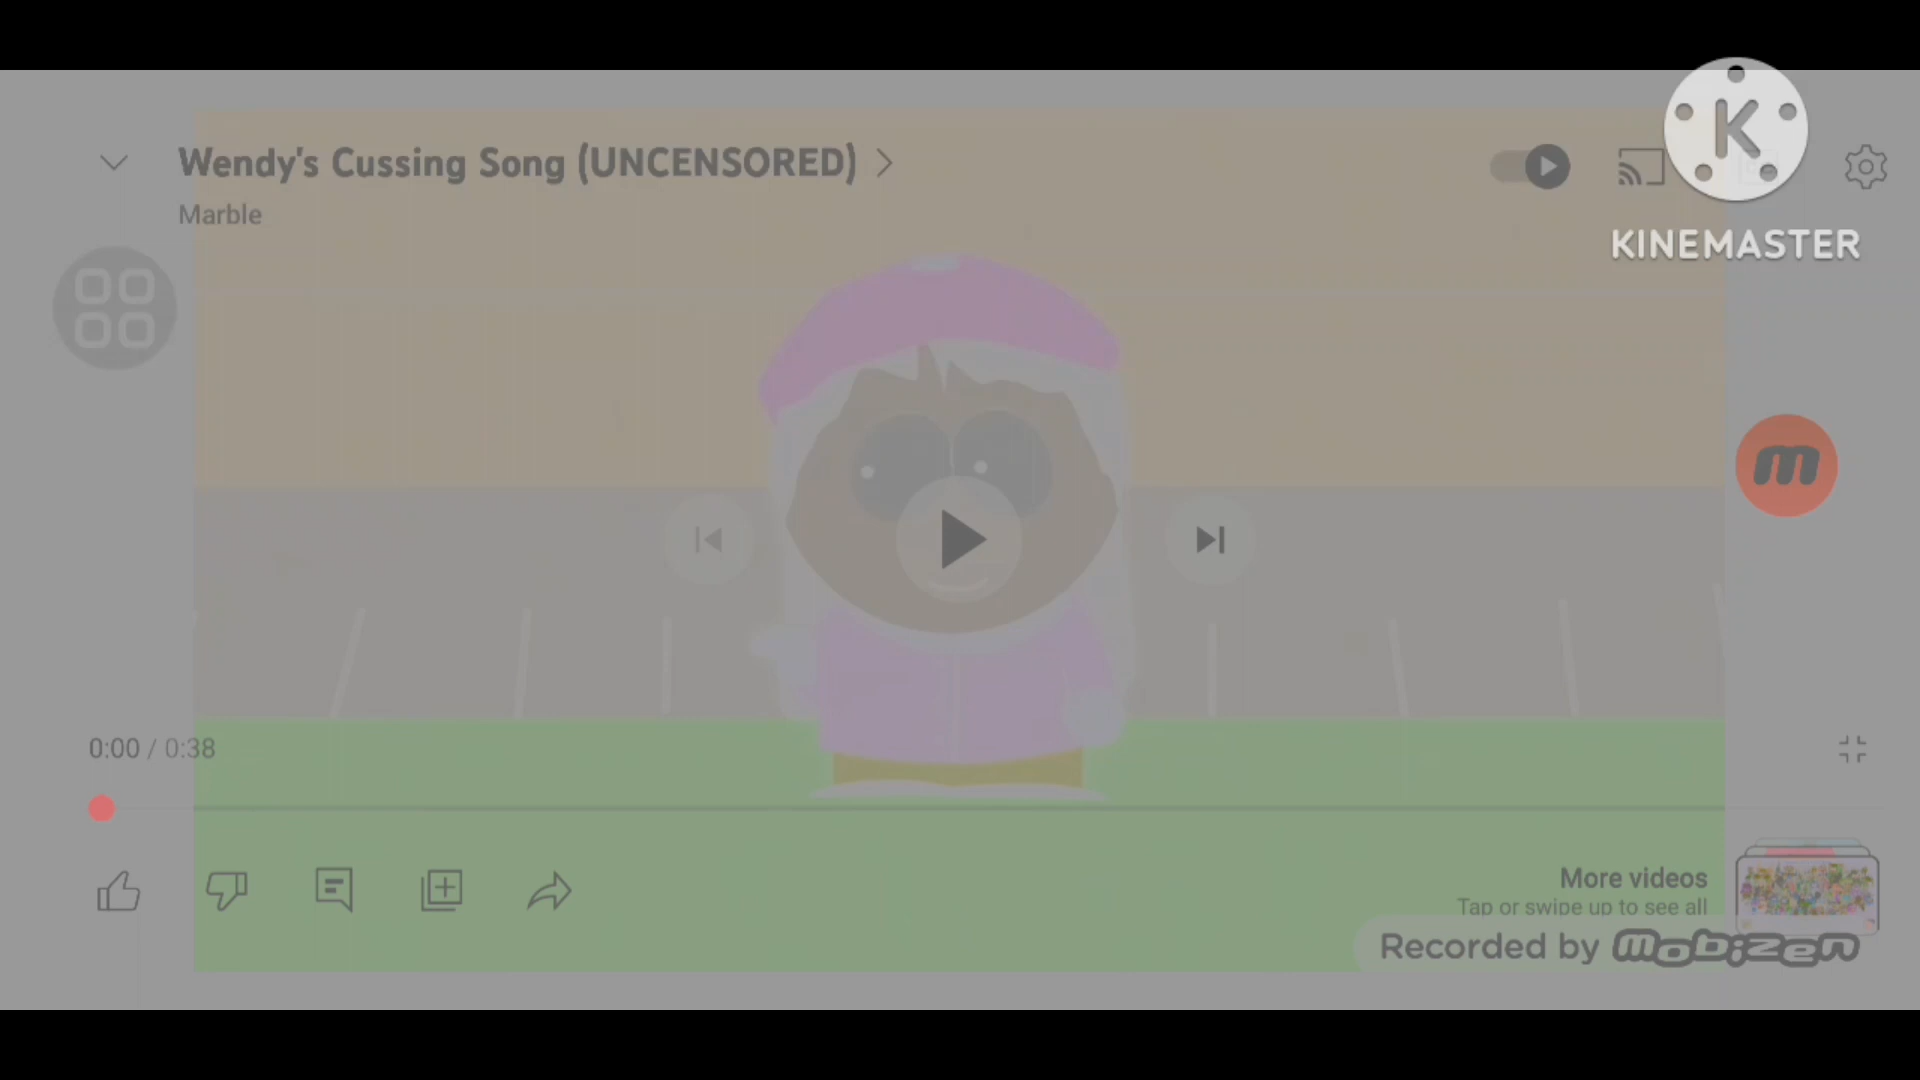 Wendy's Cussing Song (UNCENSORED)
Marble
K
KINEMASTER
m
0:00 / 0:38
More videos
Tap or swipe up to see all
Recorded by mobizen